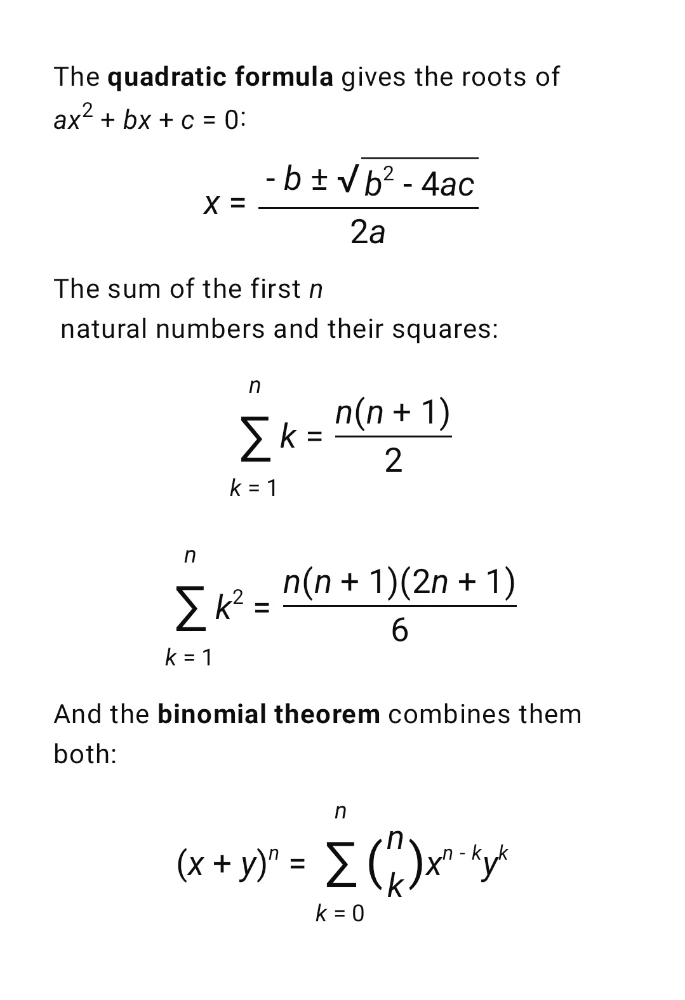 The quadratic formula gives the roots of
ax² + bx + c = 0:
x = (-b ± √(b² - 4ac)) / (2a)
The sum of the first n
natural numbers and their squares:
∑_{k = 1}^{n} k = n(n + 1) / 2
∑_{k = 1}^{n} k² = n(n + 1)(2n + 1) / 6
And the binomial theorem combines them
both:
(x + y)ⁿ = ∑_{k = 0}^{n} (n k) x^{n - k} y^{k}